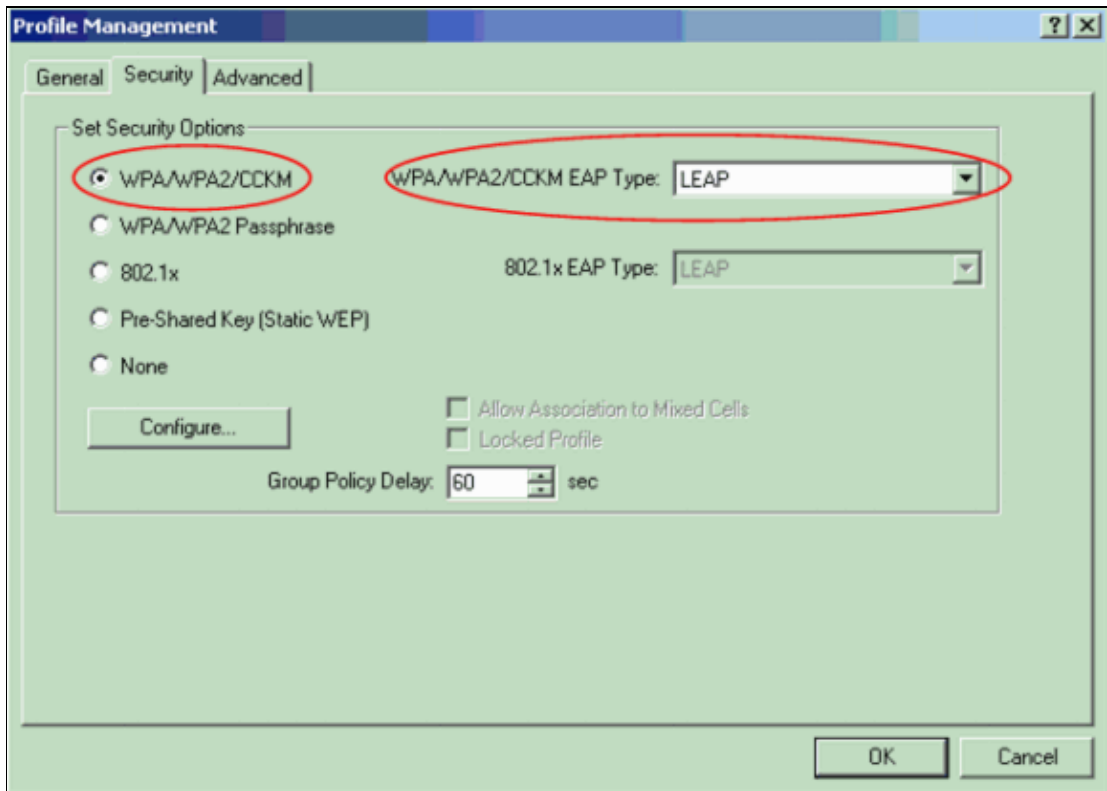 Profile Management
General Security Advanced
Set Security Options
WPA/WPA2/CCKM WPA/WPA2/CCKM EAP Type: LEAP
WPA/WPA2 Passphrase
802.1x 802.1x EAP Type: LEAP
Pre-Shared Key (Static WEP)
None
Allow Association to Mixed Cells
Configure...
Locked Profile
Group Policy Delay: 60 sec
OK Cancel